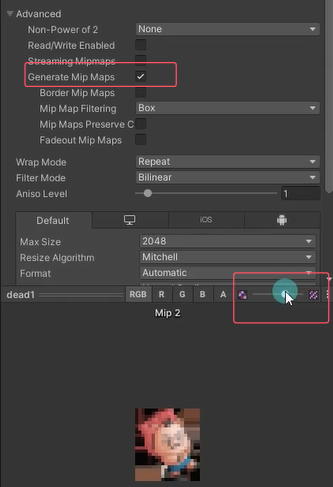 Advanced
Non-Power of 2 None
Read/Write Enabled
Streaming Mipmaps
Generate Mip Maps
Border Mip Maps
Mip Map Filtering Box
Mip Maps Preserve C
Fadeout Mip Maps
Wrap Mode Repeat
Filter Mode Bilinear
Aniso Level 1
Default iOS
Max Size 2048
Resize Algorithm Mitchell
Format Automatic
dead1 RGB R G B A
Mip 2